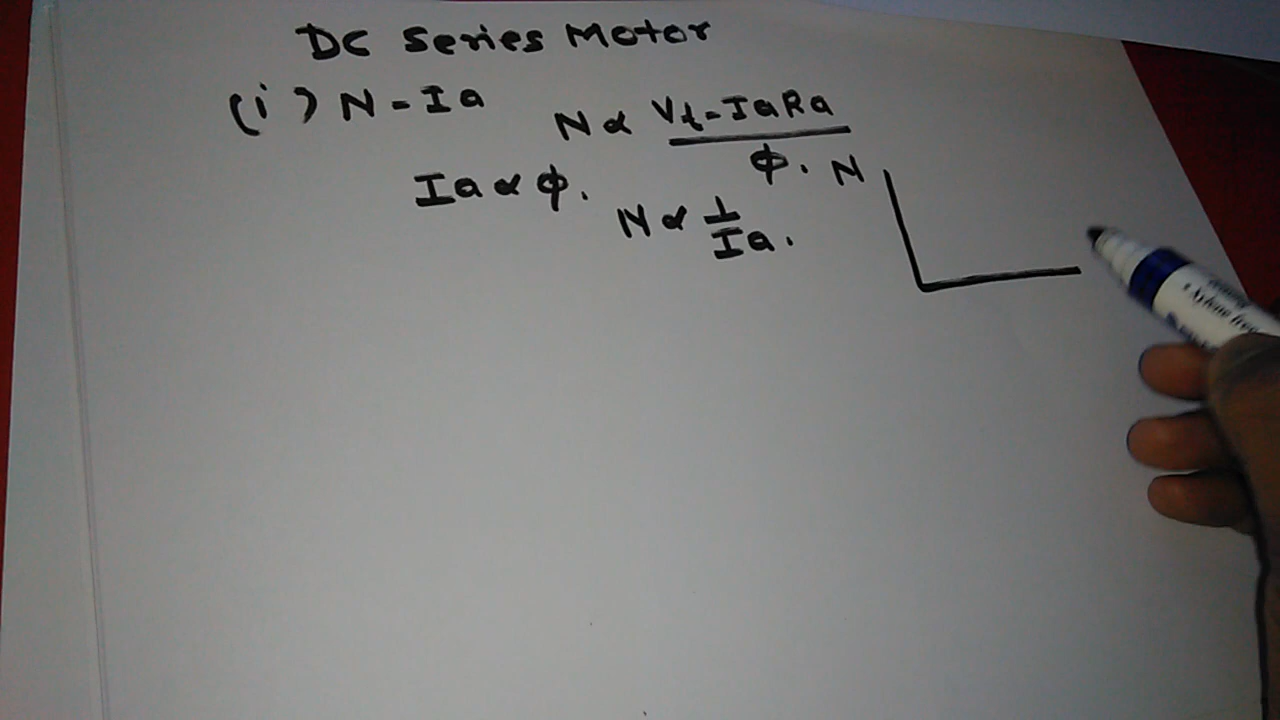 DC Series Motor
(i) N - Ia
N ∝ Vt - IaRa / ϕ.
Ia ∝ ϕ.
N ∝ 1 / Ia.
N